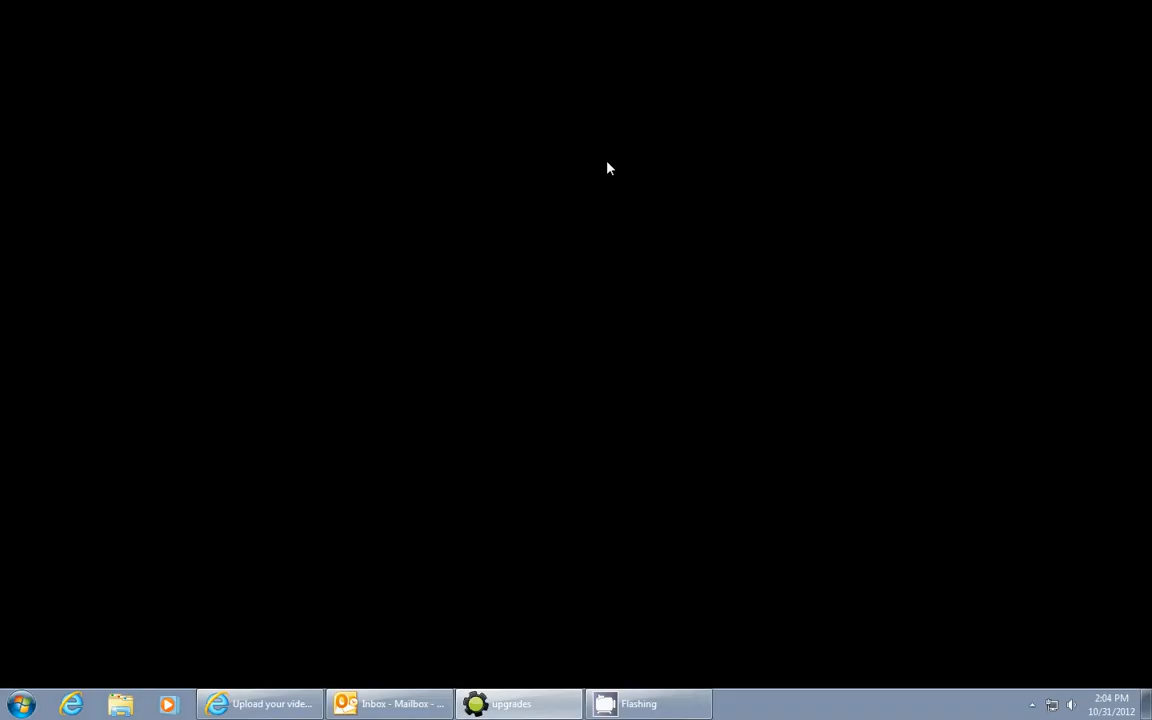 Upload your vide...
Inbox - Mailbox - ...
upgrades
Flashing
2:04 PM
10/31/2012